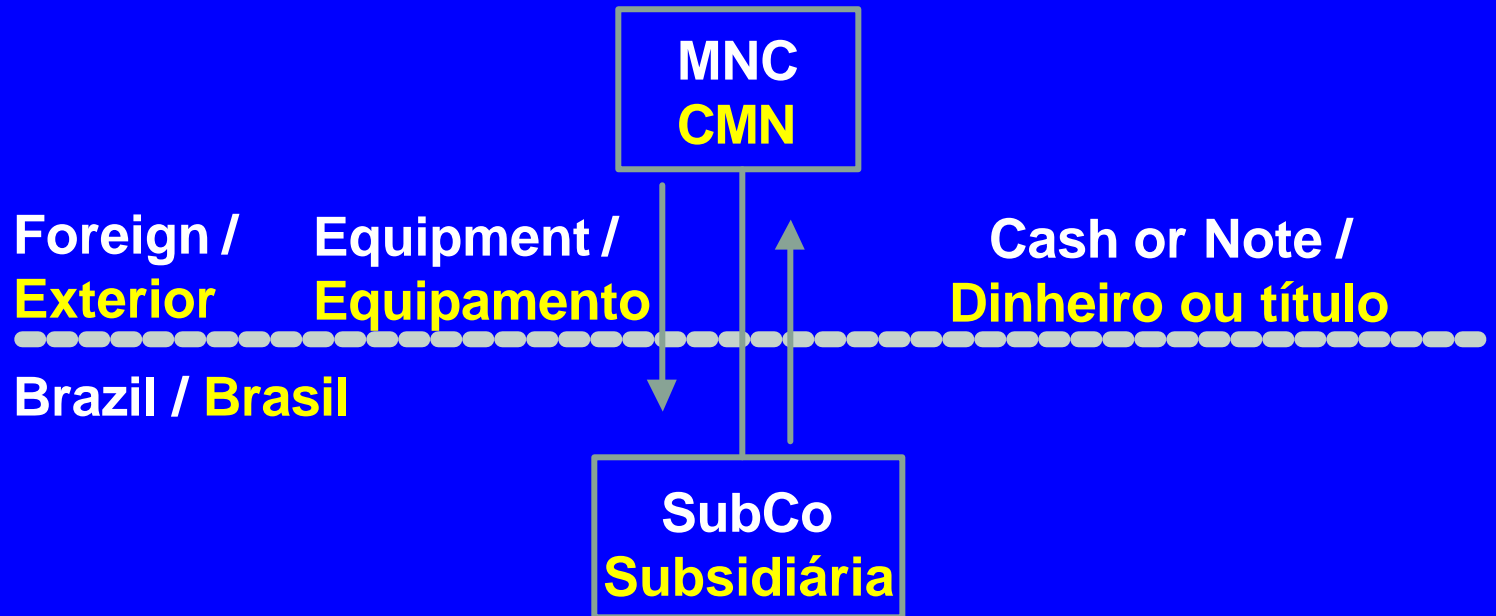 MNC
CMN
Foreign /
Exterior
Equipment /
Equipamento
Cash or Note /
Dinheiro ou título
Brazil / Brasil
SubCo
Subsidiária